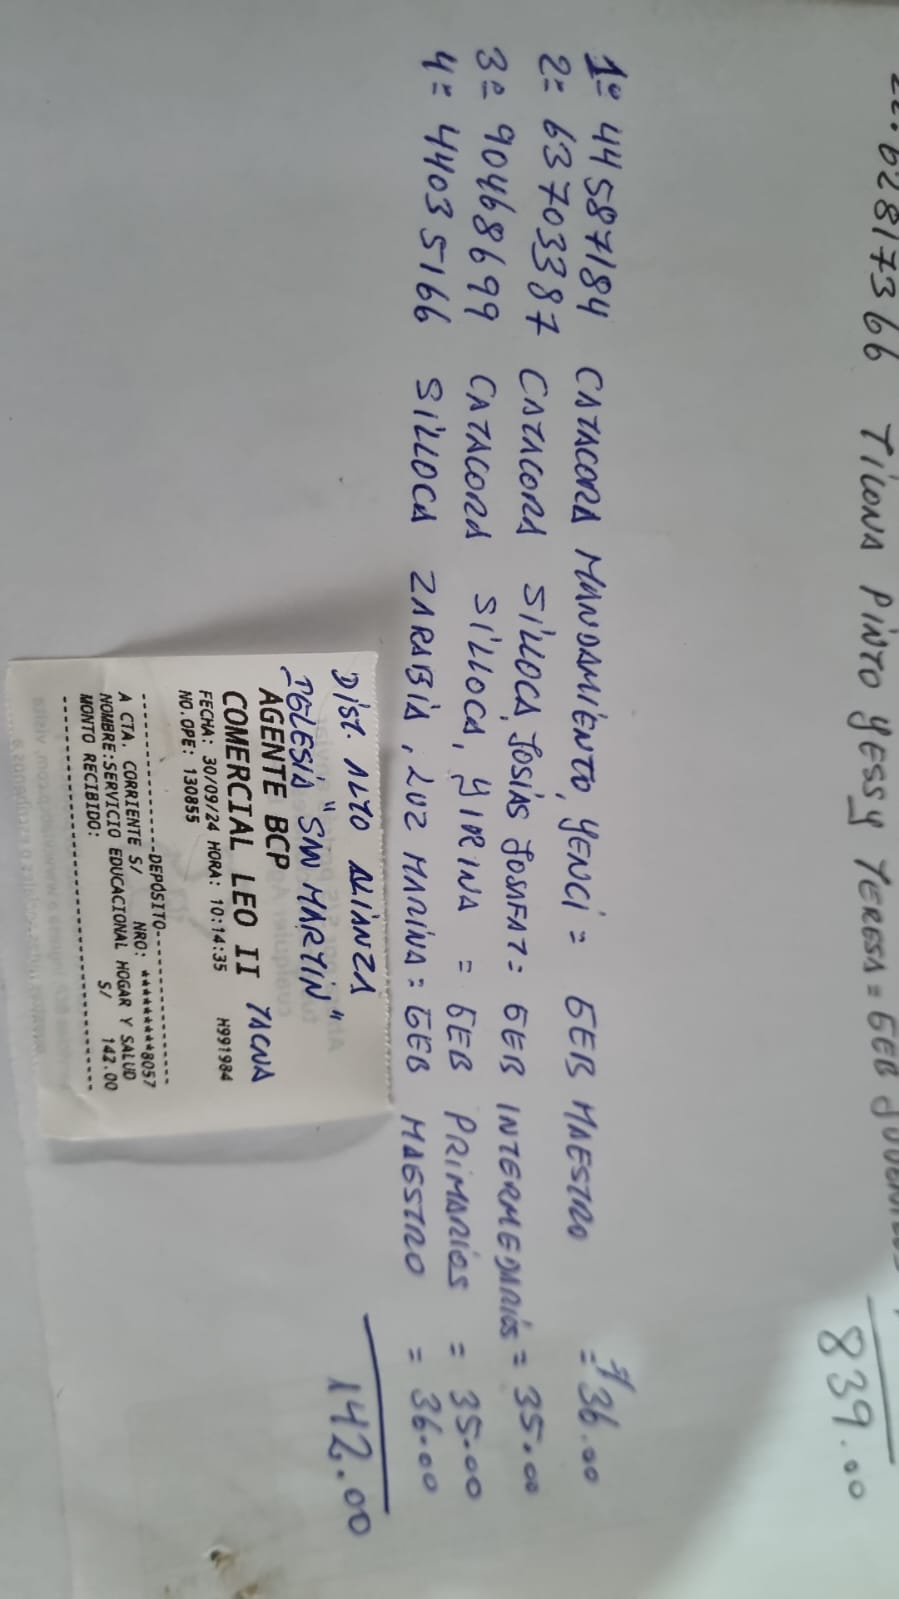 22. 62817366 TICONA PINTO YESSY TERESA = GEB
839.00
1º= 44587184 CATACORA MANDAMIENTO, YENCI = GEB MAESTRO = 36.00
2= 63703387 CATACORA SILLOCA, JOSIAS JOSAFAT = GEB INTERMEDARIOS = 35.00
3= 90468699 CATACORA SILLOCA, YIRINA = GEB PRIMARIOS = 35.00
4= 44035166 SILLOCA ZARABIA, LUZ MARINA = GEB MAESTRO = 36.00
142.00
DIST. ALTO ALIANZA
IGLESIA "SAN MARTIN"
TACNA
AGENTE BCP
COMERCIAL LEO II
FECHA: 30/09/24 HORA: 10:14:35 H991984
NO.OPE: 130855
---------------------DEPOSITO---------------------
A CTA. CORRIENTE S/ NRO: *********8057
NOMBRE:SERVICIO EDUCACIONAL HOGAR Y SALUD
MONTO RECIBIDO: S/ 142.00